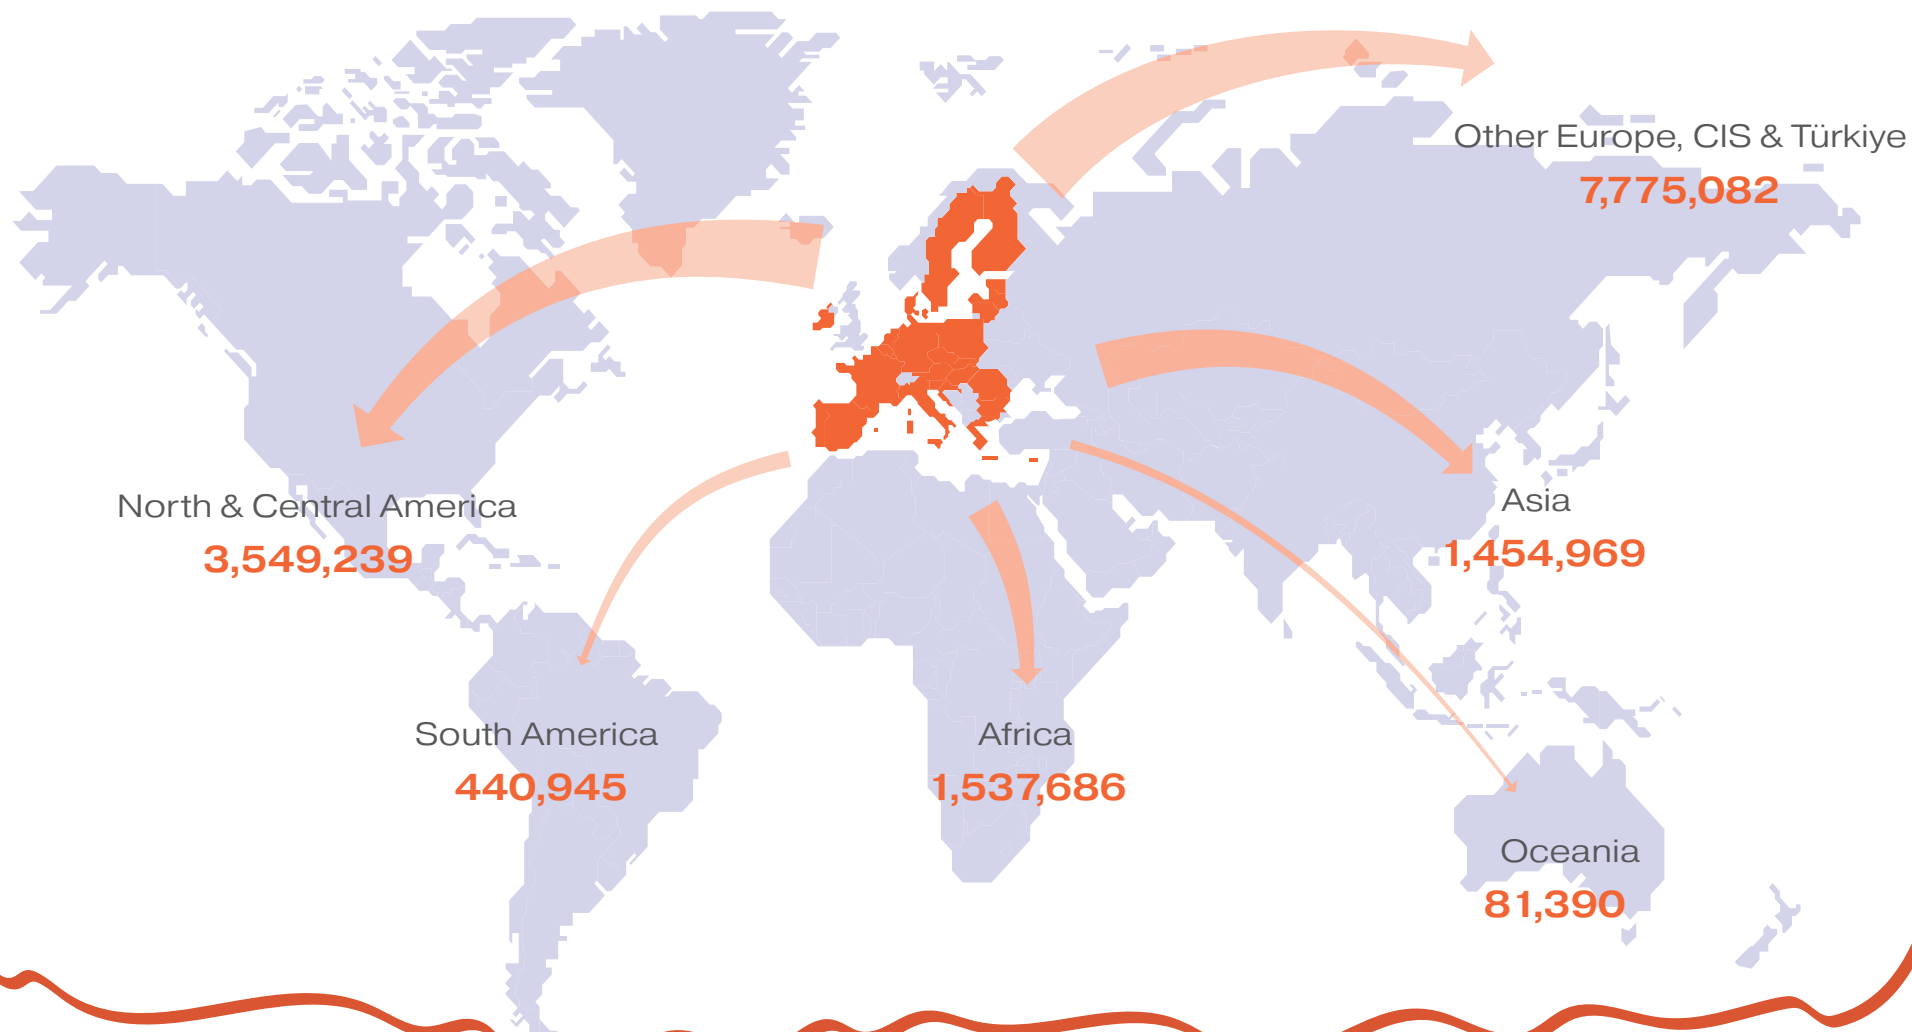 Other Europe, CIS & Türkiye
7,775,082
North & Central America
3,549,239
Asia
1,454,969
South America
440,945
Africa
1,537,686
Oceania
81,390